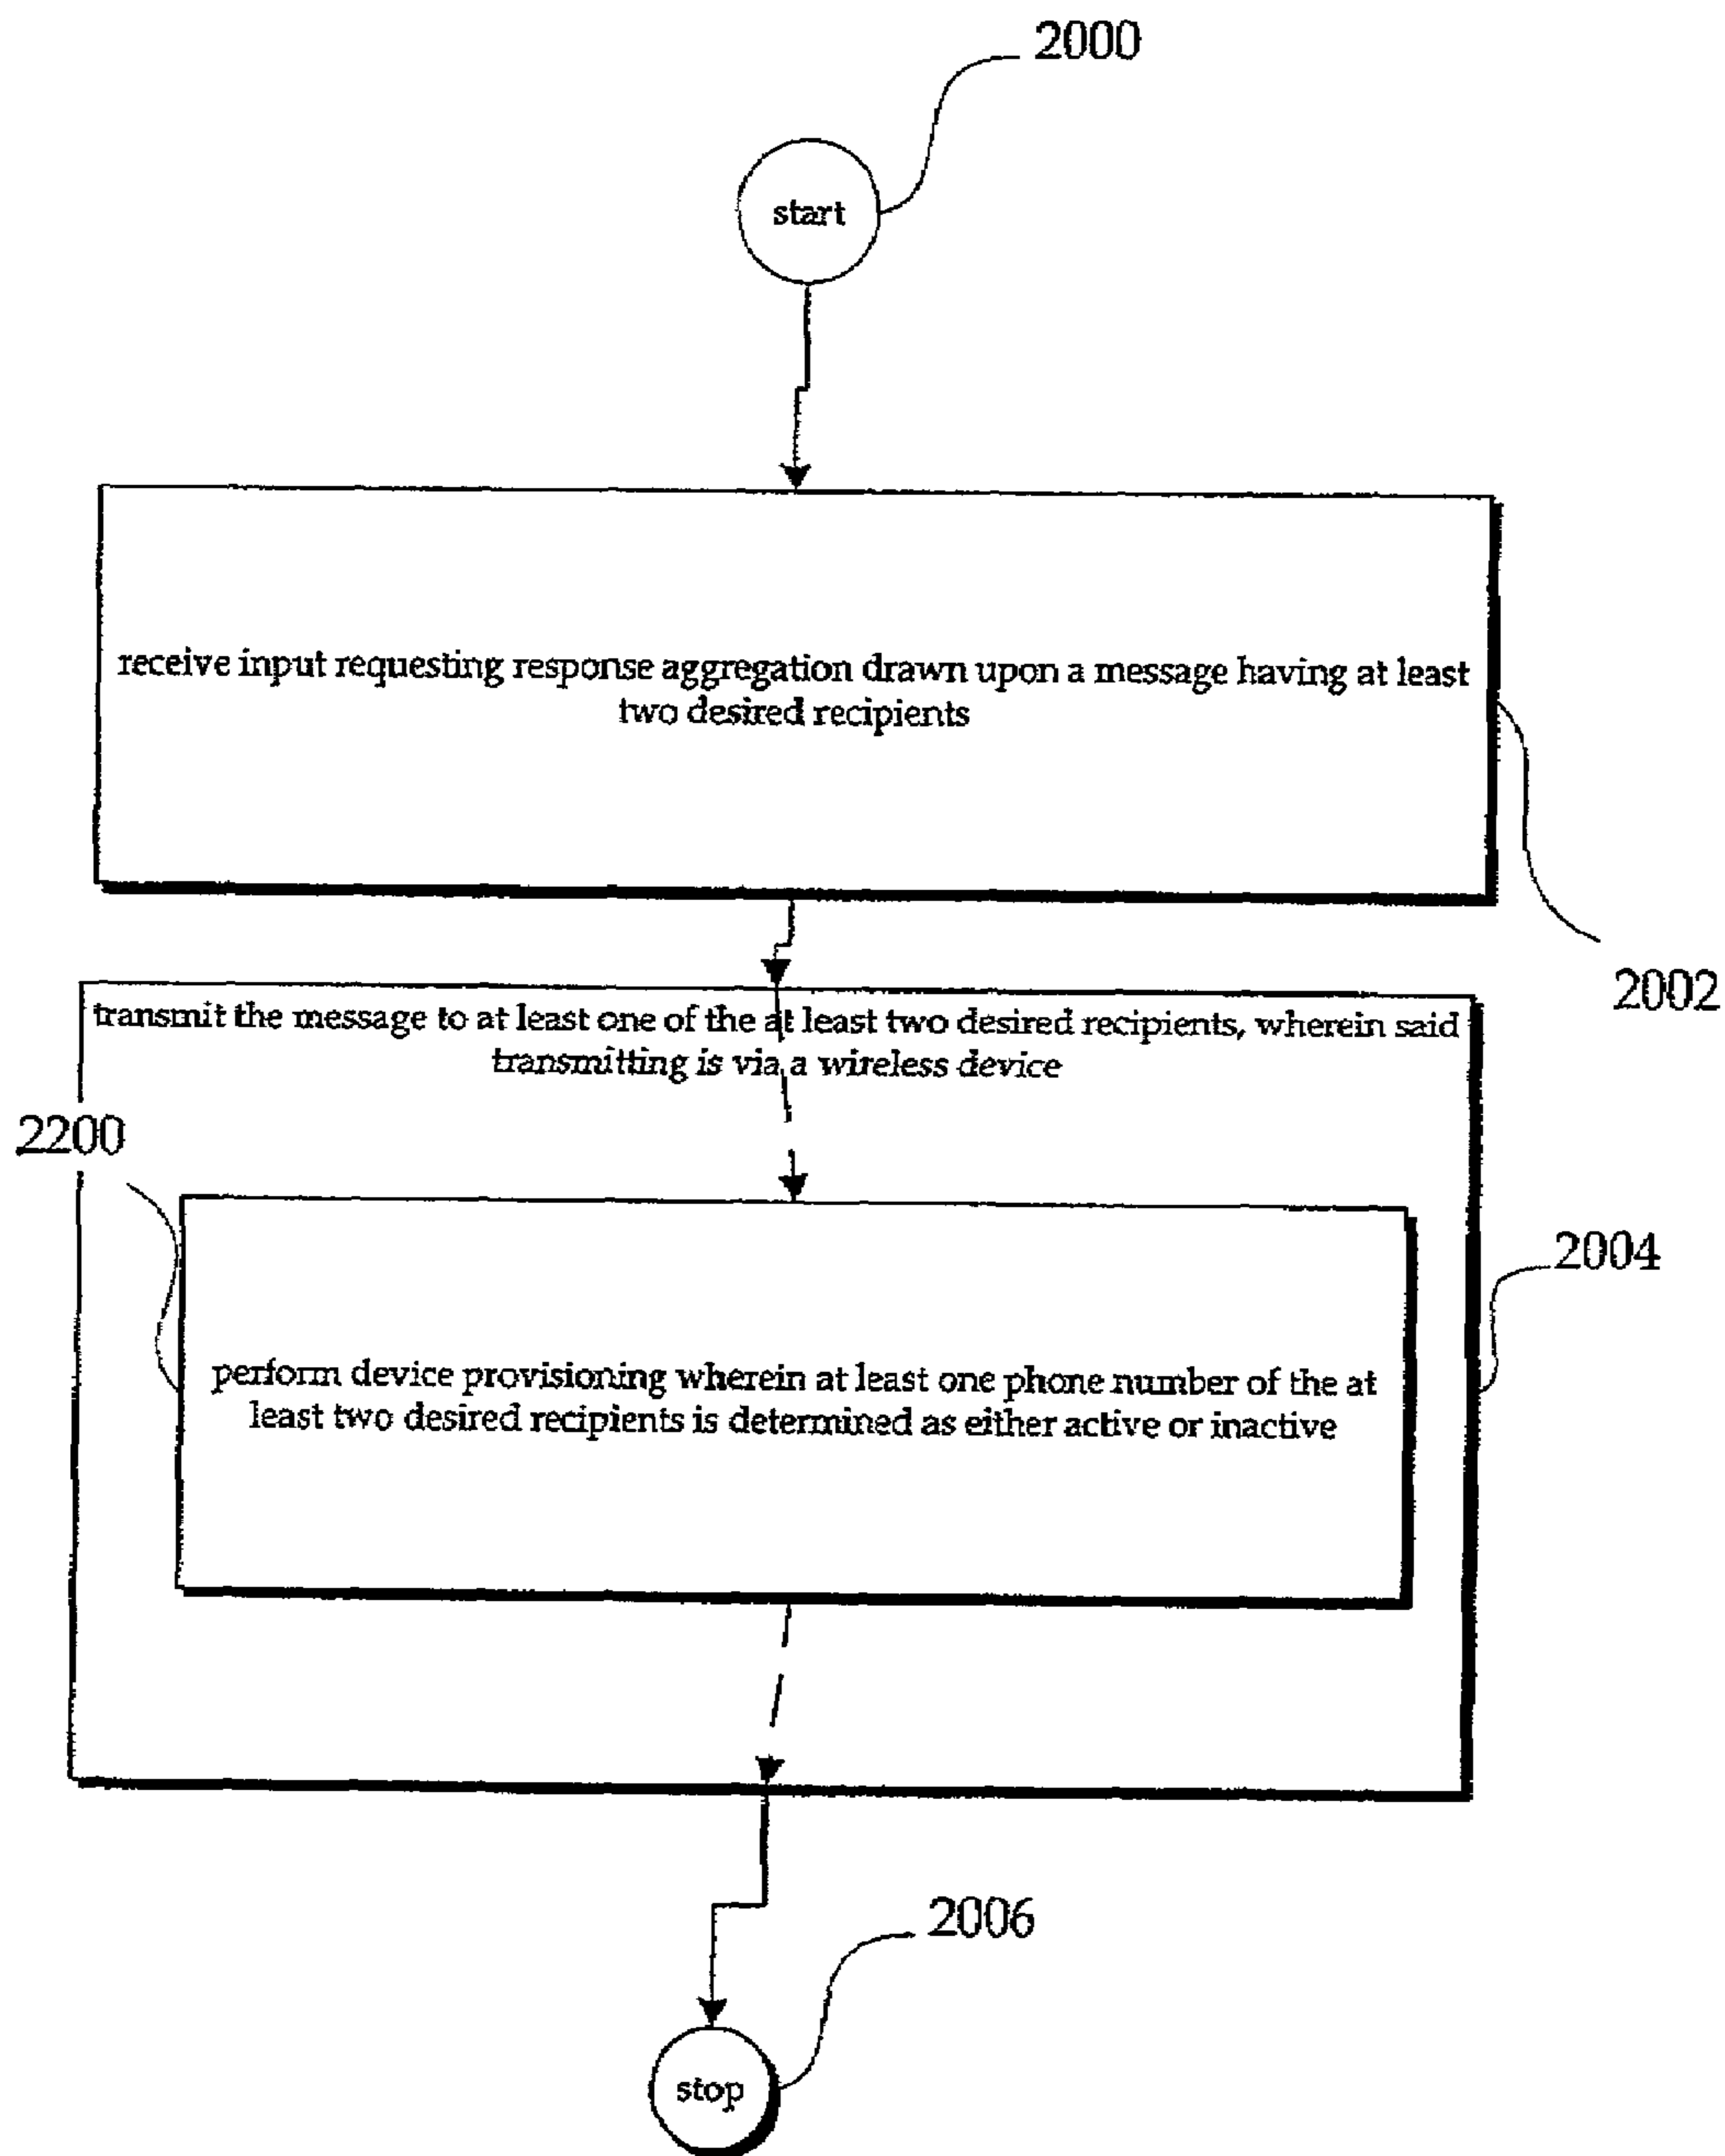 2000
start
receive input requesting response aggregation drawn upon a message having at least
two desired recipients
2002
transmit the message to at least one of the at least two desired recipients, wherein said
transmitting is via a wireless device
2200
2004
perform device provisioning wherein at least one phone number of the at
least two desired recipients is determined as either active or inactive
2006
stop